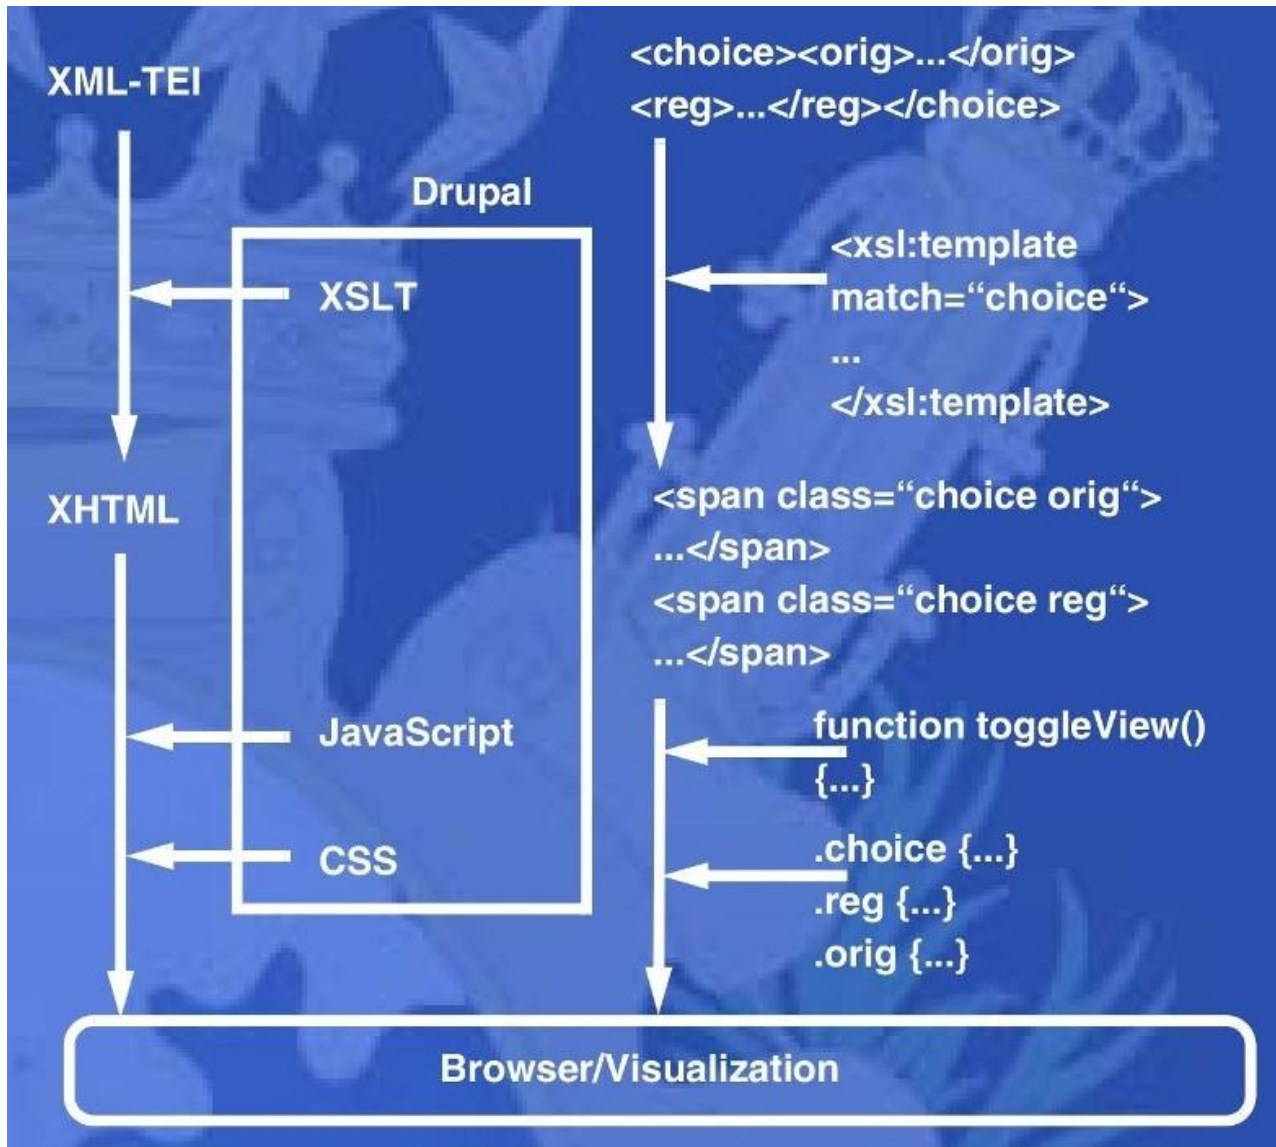 XML-TEI
Drupal
XSLT
XHTML
JavaScript
CSS
<choice><orig>...</orig>
<reg>...</reg></choice>
<xsl:template
match=“choice“>
...
</xsl:template>
<span class=“choice orig“>
...</span>
<span class=“choice reg“>
...</span>
function toggleView()
{...}
.choice {...}
.reg {...}
.orig {...}
Browser/Visualization